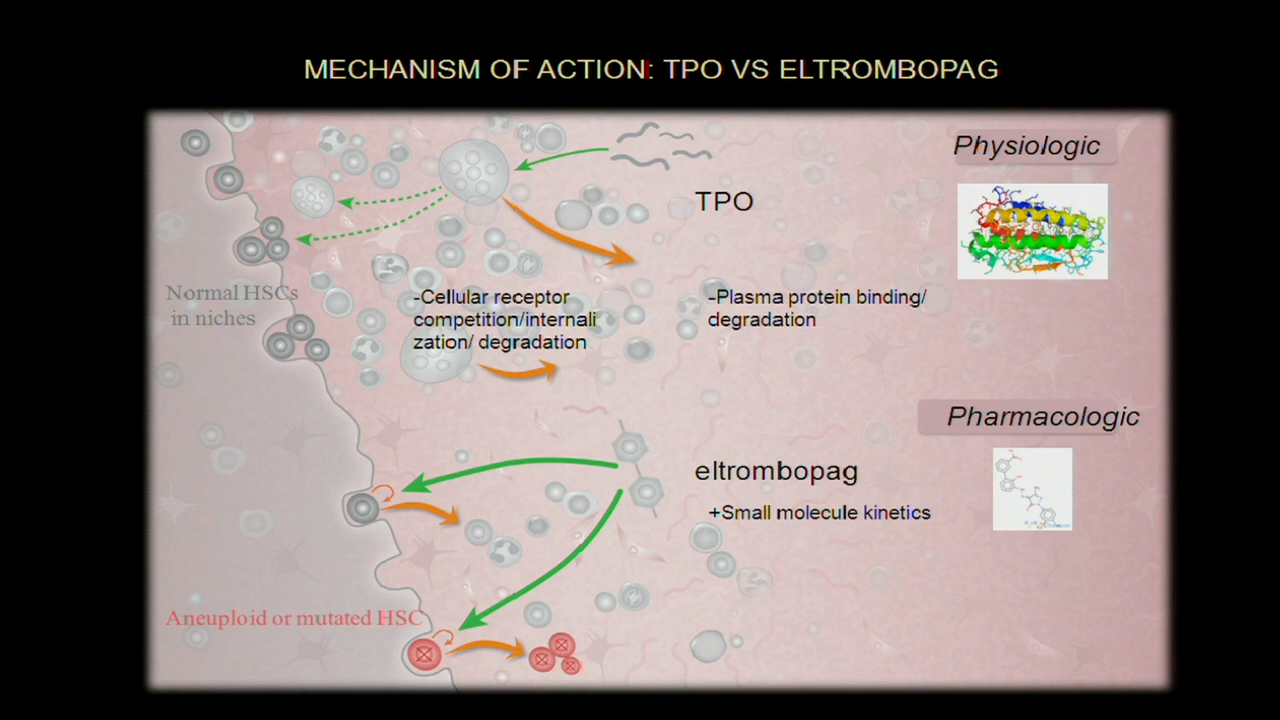 MECHANISM OF ACTION: TPO VS ELTROMBOPAG
Physiologic
TPO
Normal HSCs
in niches
-Cellular receptor
competition/internali
zation/ degradation
-Plasma protein binding/
degradation
Pharmacologic
eltrombopag
+Small molecule kinetics
Aneuploid or mutated HSC